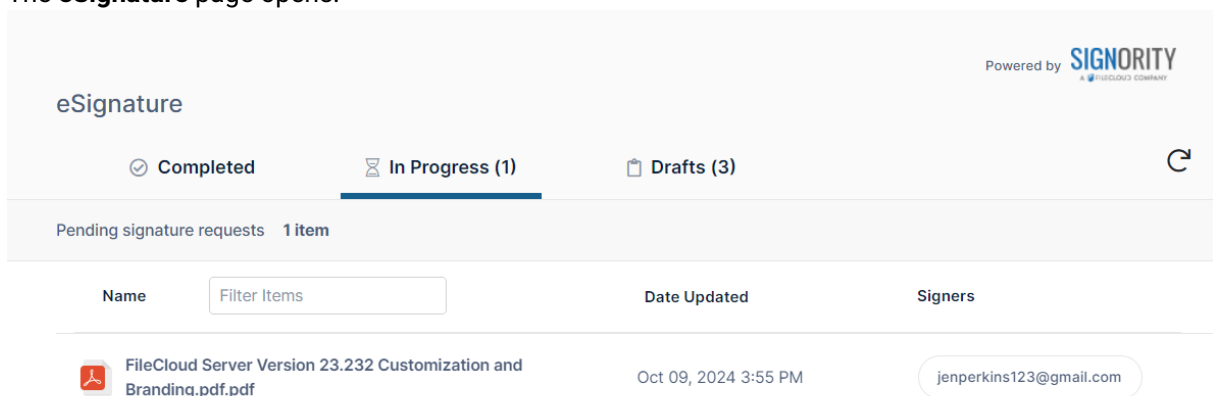 The eSignature page opens.
Powered by SIGNORITY
A FILECLOUD COMPANY
eSignature
Completed In Progress (1) Drafts (3)
Pending signature requests 1 item
Name Filter Items Date Updated Signers
FileCloud Server Version 23.232 Customization and
Branding.pdf.pdf
Oct 09, 2024 3:55 PM jenperkins123@gmail.com